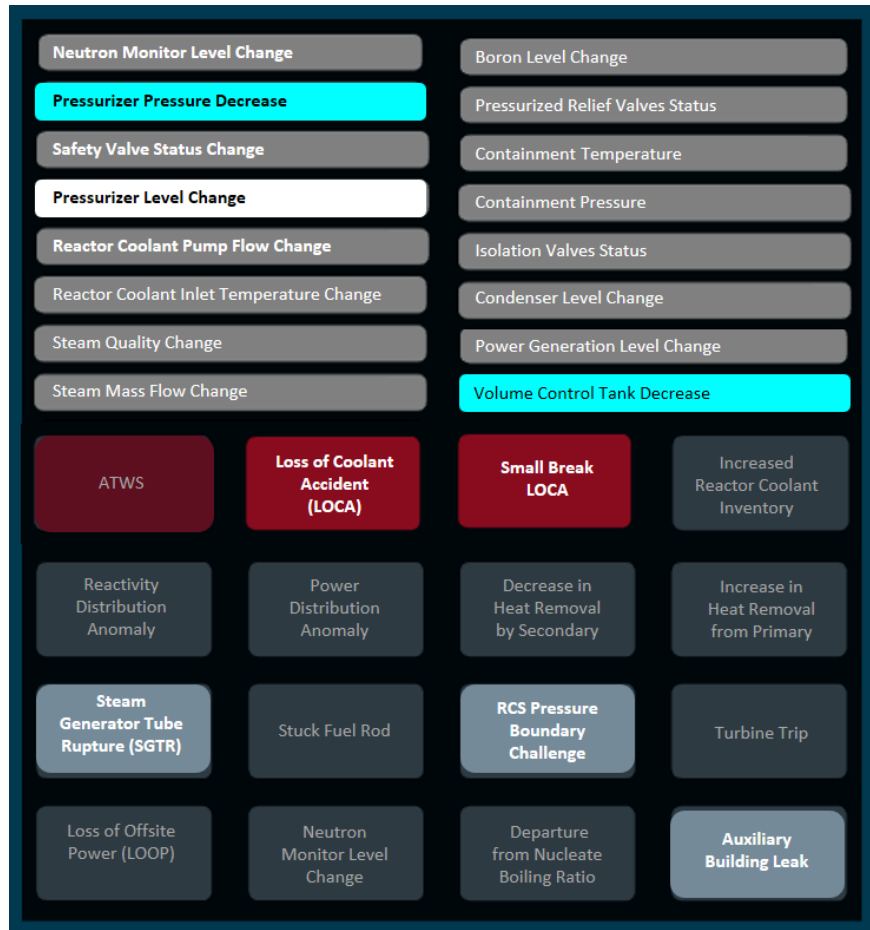 Neutron Monitor Level Change
Pressurizer Pressure Decrease
Safety Valve Status Change
Pressurizer Level Change
Reactor Coolant Pump Flow Change
Reactor Coolant Inlet Temperature Change
Steam Quality Change
Steam Mass Flow Change
Boron Level Change
Pressurized Relief Valves Status
Containment Temperature
Containment Pressure
Isolation Valves Status
Condenser Level Change
Power Generation Level Change
Volume Control Tank Decrease
ATWS
Loss of Coolant
Accident
(LOCA)
Small Break
LOCA
Increased
Reactor Coolant
Inventory
Reactivity
Distribution
Anomaly
Power
Distribution
Anomaly
Decrease in
Heat Removal
by Secondary
Increase in
Heat Removal
from Primary
Steam
Generator Tube
Rupture (SGTR)
Stuck Fuel Rod
RCS Pressure
Boundary
Challenge
Turbine Trip
Loss of Offsite
Power (LOOP)
Neutron
Monitor Level
Change
Departure
from Nucleate
Boiling Ratio
Auxiliary
Building Leak